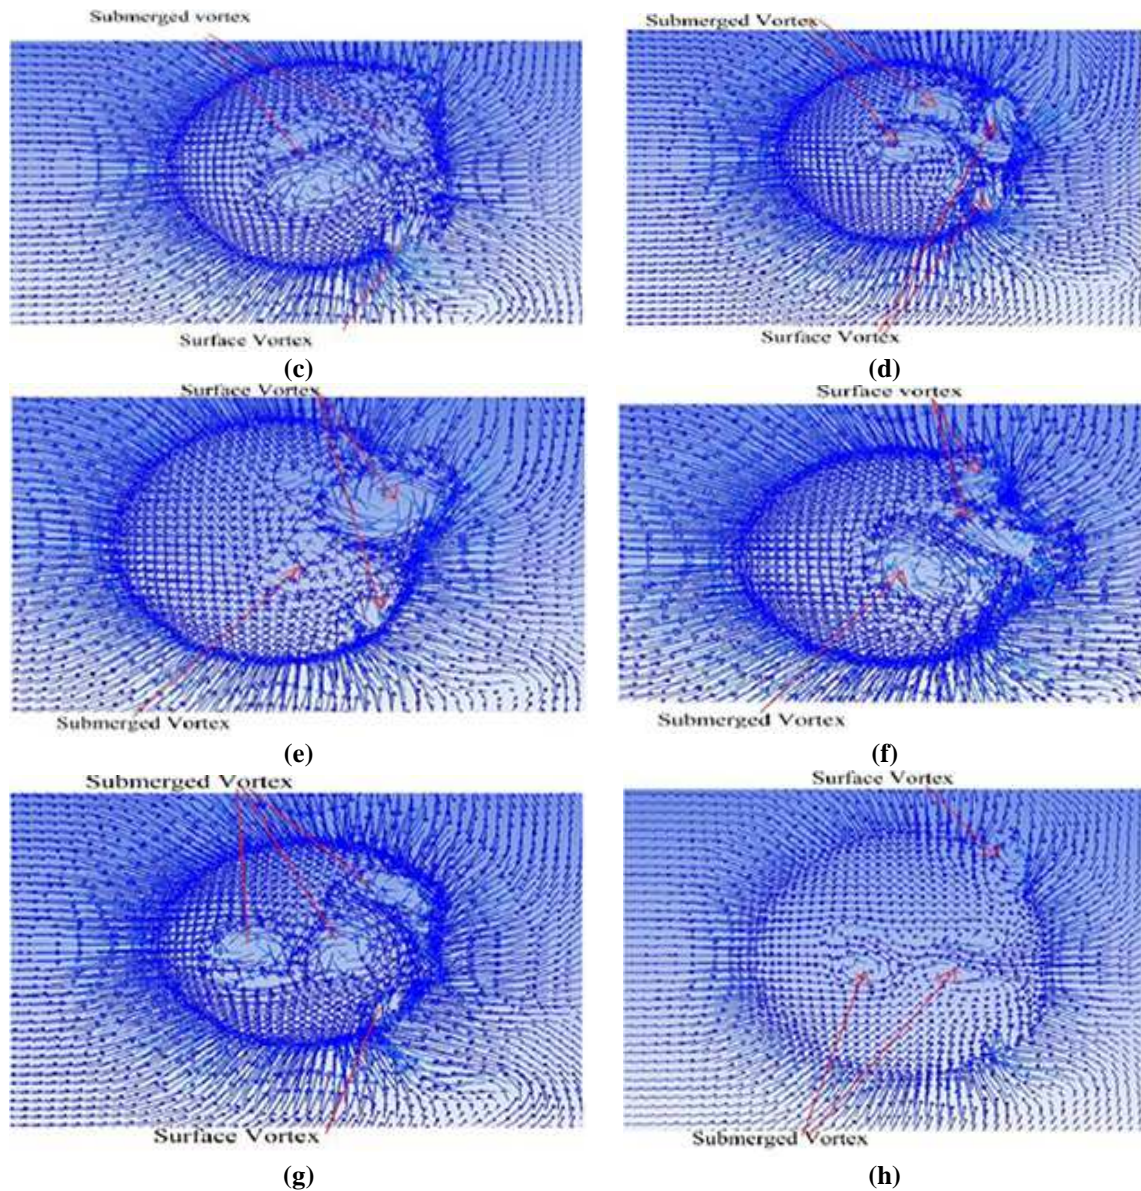 Submerged vortex
Submerged Vortex
Surface Vortex
Surface Vortex
(c)
(d)
Surface Vortex
Surface vortex
Submerged Vortex
Submerged Vortex
(e)
(f)
Submerged Vortex
Surface Vortex
Surface Vortex
Submerged Vortex
(g)
(h)